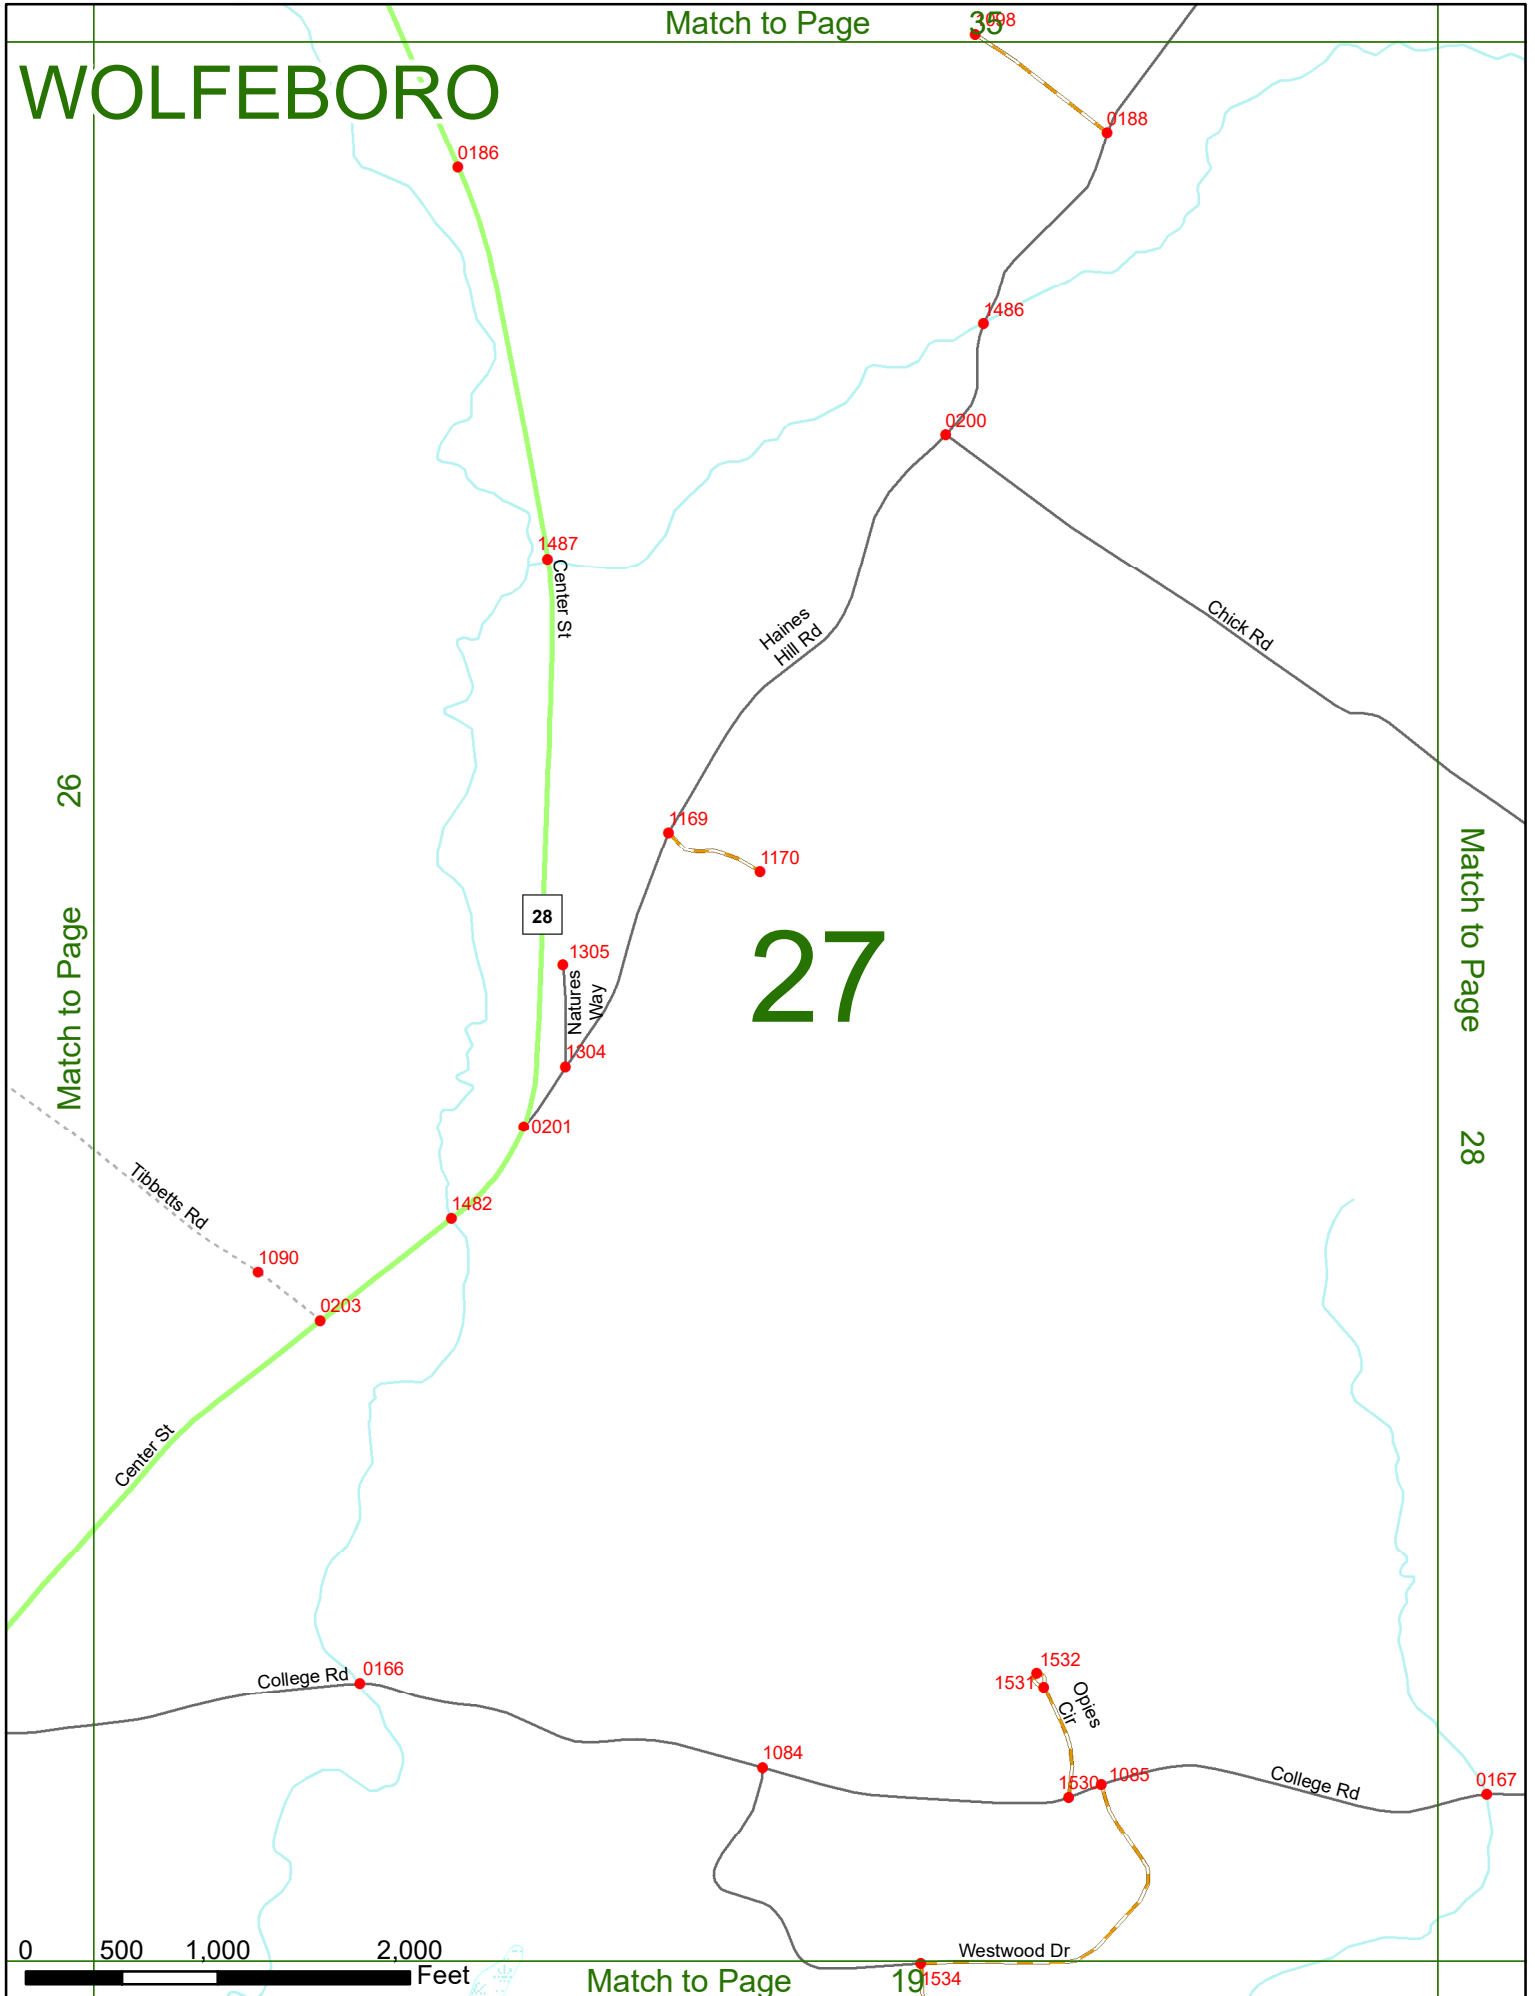 Match to Page
35
1098
WOLFEBORO
0188
0186
1486
0200
1487
Center St
Haines
Hill Rd
Chick Rd
26
Match to Page
1169
1170
28
27
Match to Page
28
1305
Natures
Way
1304
0201
Tibbetts Rd
1482
1090
0203
Center St
College Rd
0166
1532
1531
Opies
Cir
1084
1530
1085
College Rd
0167
Westwood Dr
0 500 1,000 2,000
Feet
Match to Page
19
1534